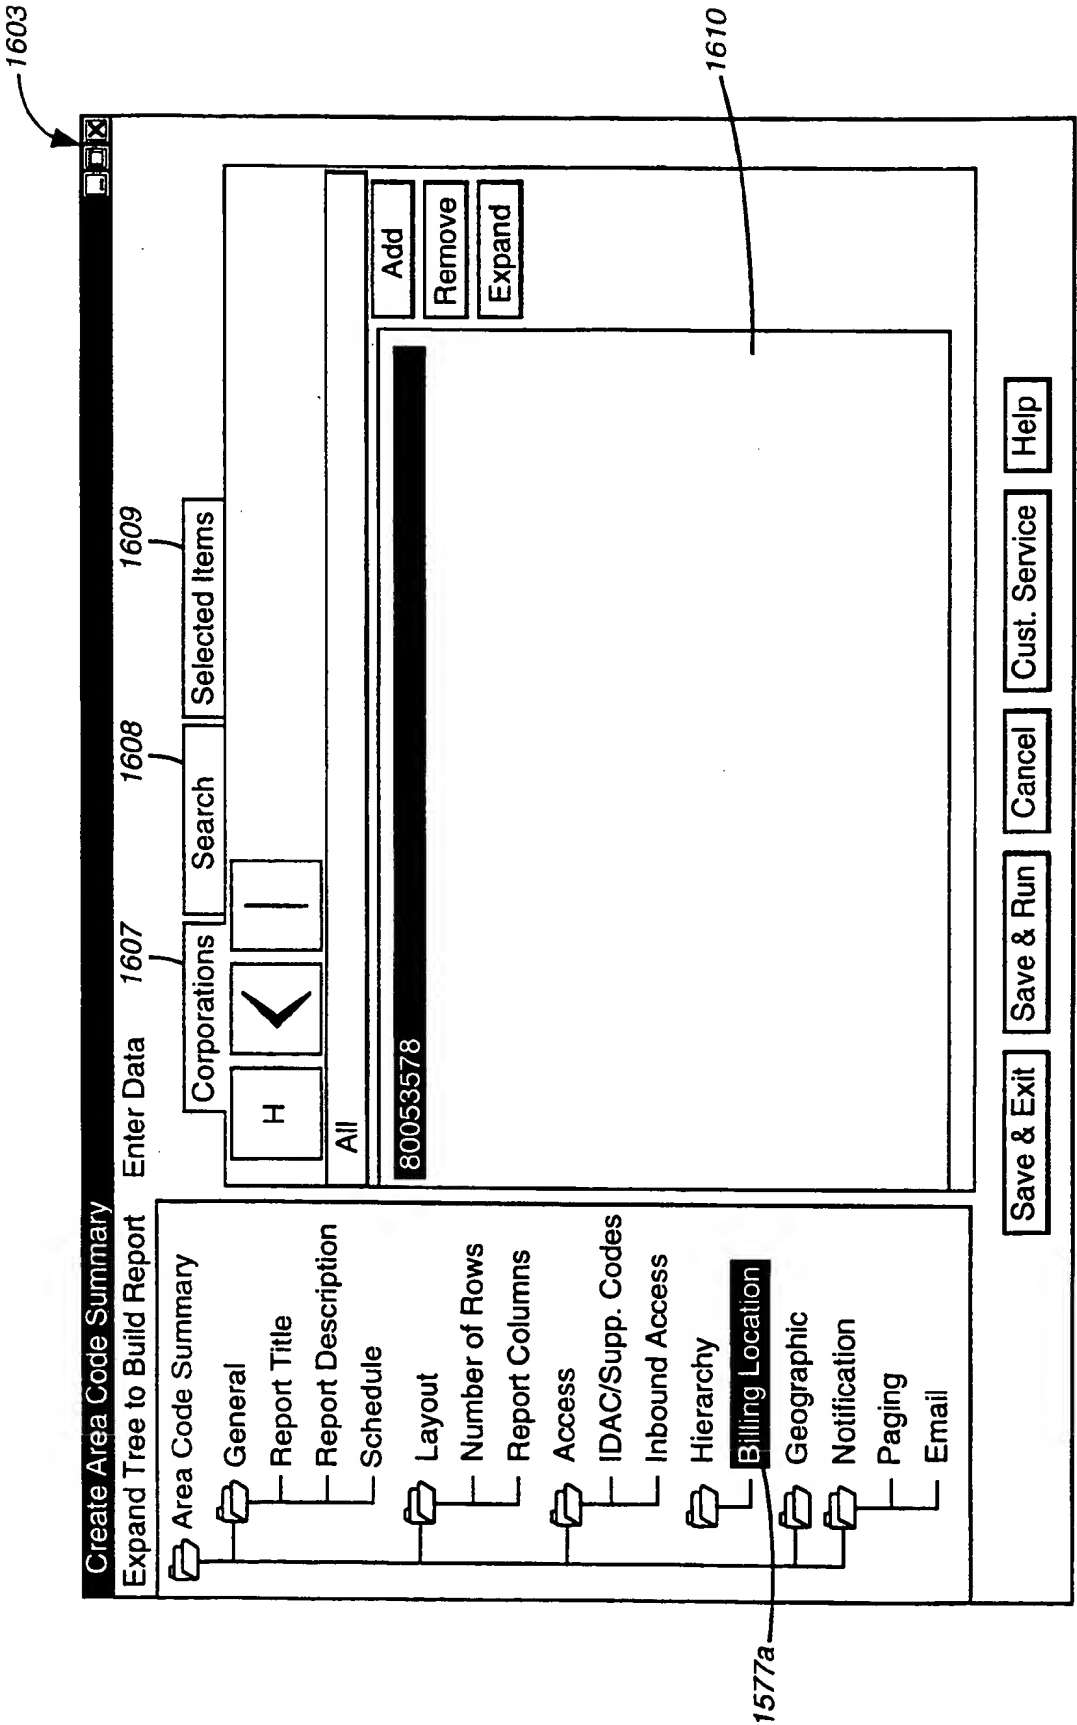 1603
Create Area Code Summary
Expand Tree to Build Report
Enter Data
1607
1608
1609
Area Code Summary
General
Report Title
Report Description
Schedule
Layout
Number of Rows
Report Columns
Access
IDAC/Supp. Codes
Inbound Access
Hierarchy
Billing Location
Geographic
Notification
Paging
Email
1577a
Corporations
Search
Selected Items
H
All
80053578
Add
Remove
Expand
1610
Save & Exit
Save & Run
Cancel
Cust. Service
Help